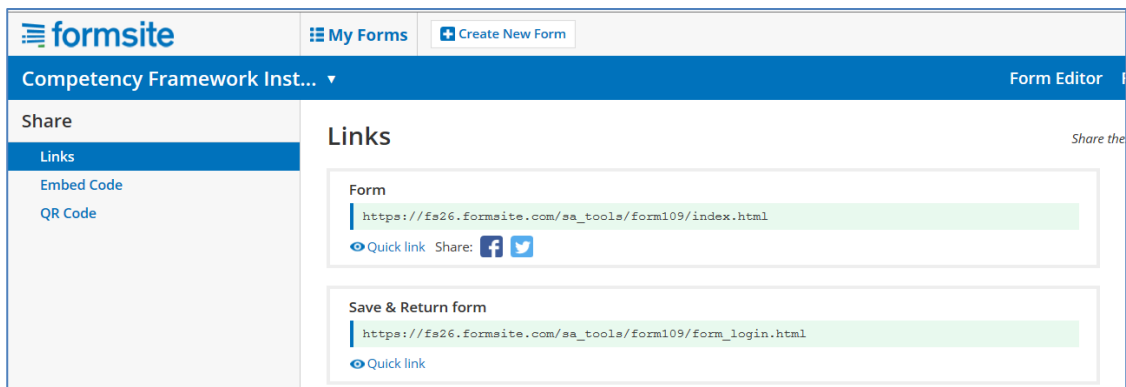 formsite
My Forms
Create New Form
Competency Framework Inst...
Form Editor
Share
Links
Embed Code
QR Code
Links
Share the
Form
https://fs26.formsite.com/sa_tools/form109/index.html
Quick link Share:
Save & Return form
https://fs26.formsite.com/sa_tools/form109/form_login.html
Quick link